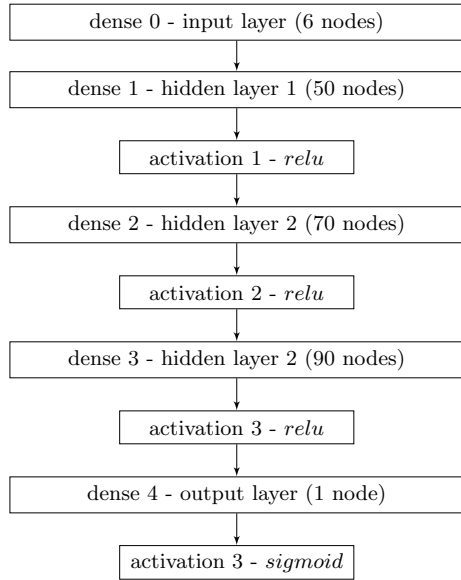 dense 0 - input layer (6 nodes)
dense 1 - hidden layer 1 (50 nodes)
activation 1 - relu
dense 2 - hidden layer 2 (70 nodes)
activation 2 - relu
dense 3 - hidden layer 2 (90 nodes)
activation 3 - relu
dense 4 - output layer (1 node)
activation 3 - sigmoid